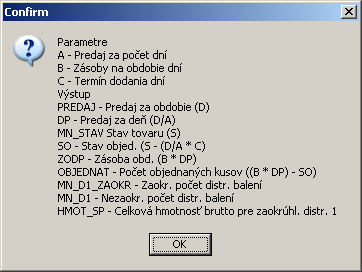 Confirm
Parametre
A - Predaj za počet dní
B - Zásoby na obdobie dní
C - Termín dodania dní
Výstup
PREDAJ - Predaj za obdobie (D)
DP - Predaj za deň (D/A)
MN_STAV Stav tovaru (S)
SO - Stav objed. (S - (D/A * C)
ZODP - Zásoba obd. (B * DP)
OBJEDNAT - Počet objednaných kusov ((B * DP) - SO)
MN_D1_ZAOKR - Zaokr. počet distr. balení
MN_D1 - Nezaokr. počet distr. balení
HMOT_SP - Celková hmotnosť brutto pre zaokrúhl. distr. 1
OK